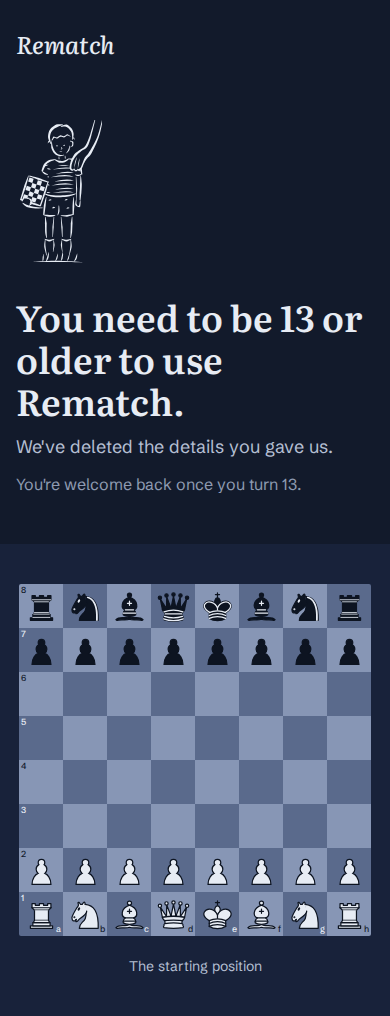 Rematch
You need to be 13 or
older to use
Rematch.
We've deleted the details you gave us.
You're welcome back once you turn 13.
8
7
6
5
4
3
2
1
a b c d e f g h
The starting position